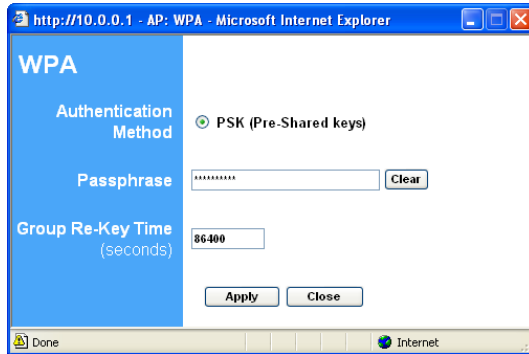 http://10.0.0.1 - AP: WPA - Microsoft Internet Explorer
WPA
Authentication
Method
PSK (Pre-Shared keys)
Passphrase
**********
Clear
Group Re-Key Time
(seconds)
86400
Apply
Close
Done
Internet